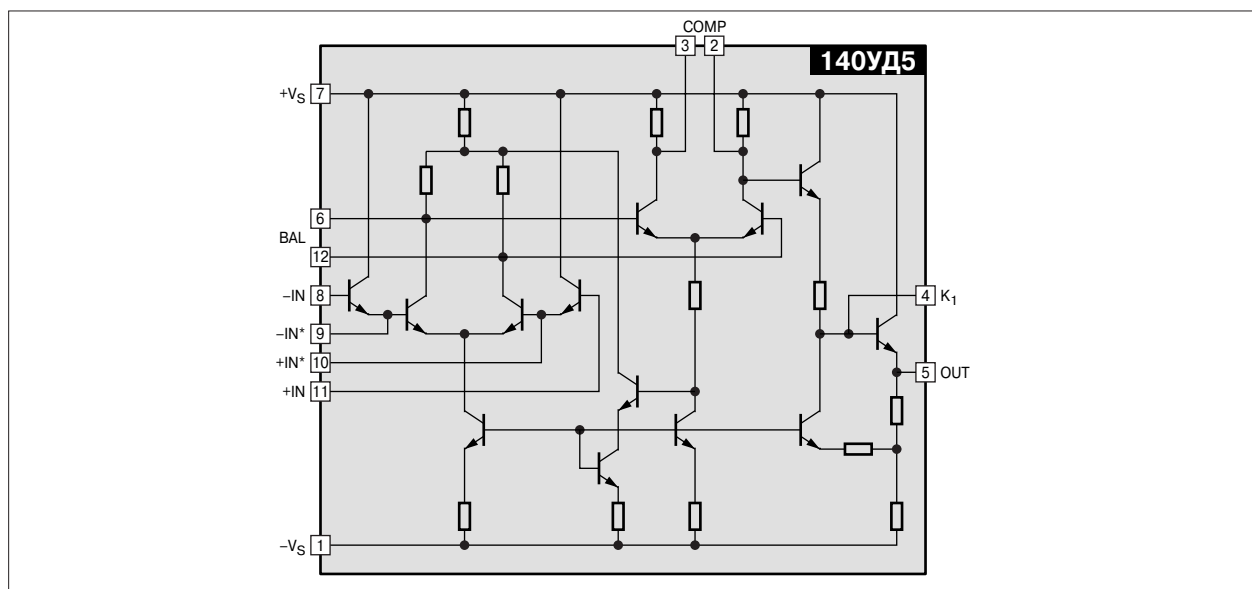 COMP
3 2
140УД5
+VS 7
6
BAL
12
–IN 8
–IN* 9
+IN* 10
+IN 11
4 K1
5 OUT
–VS 1